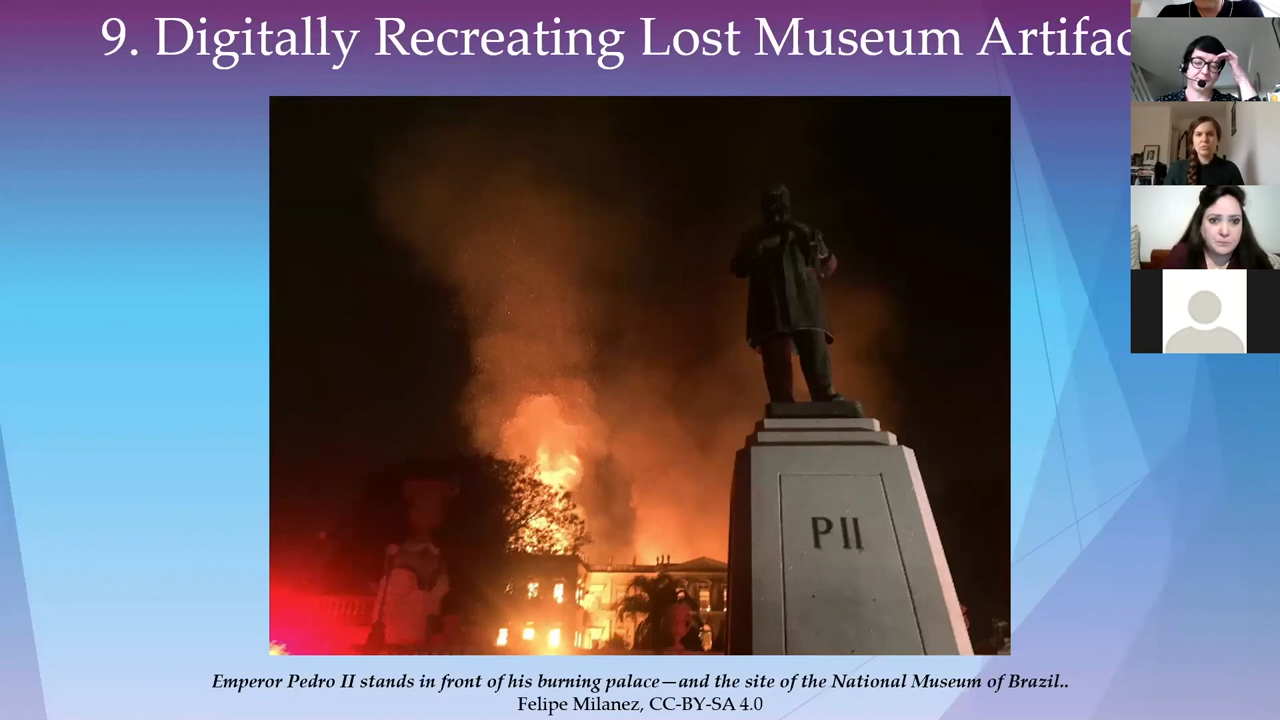 9. Digitally Recreating Lost Museum Artifac
P II
Emperor Pedro II stands in front of his burning palace—and the site of the National Museum of Brazil..
Felipe Milanez, CC-BY-SA 4.0